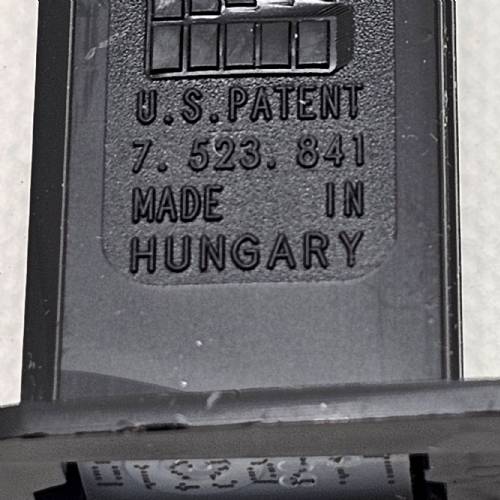 U.S.PATENT
7. 523. 841
MADE IN
HUNGARY